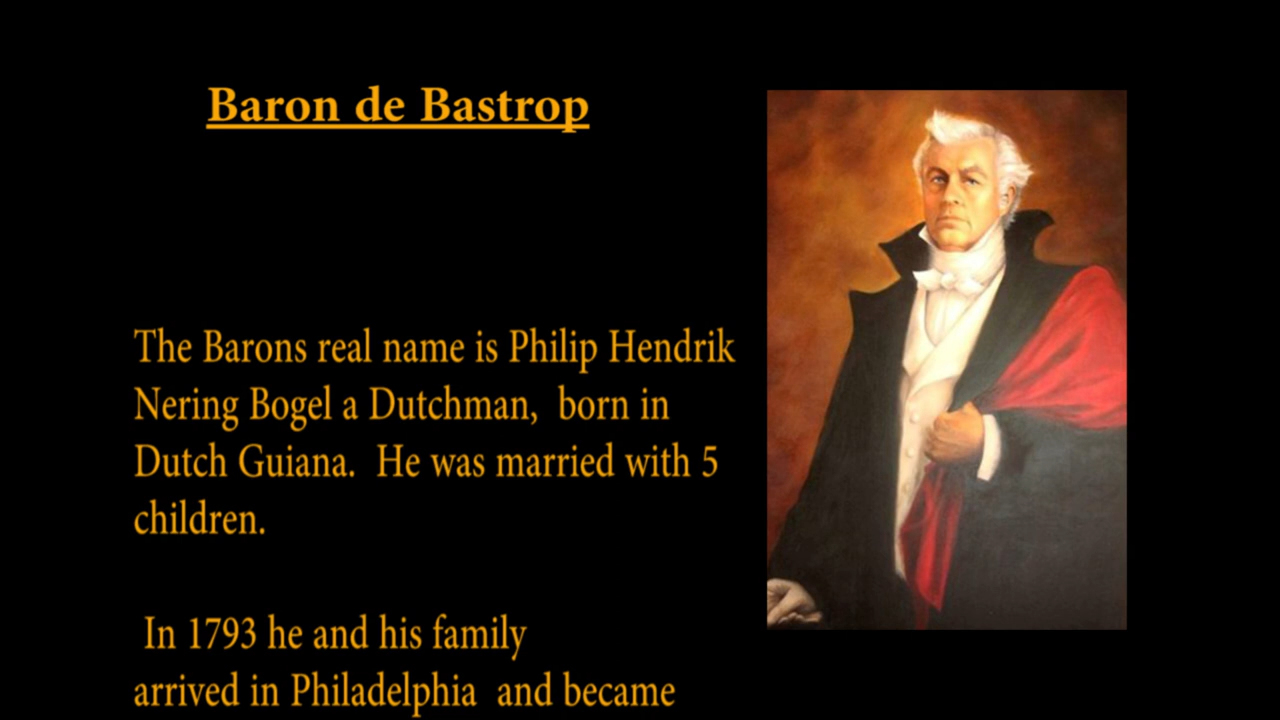 Baron de Bastrop
The Barons real name is Philip Hendrik
Nering Bogel a Dutchman,  born in
Dutch Guiana.  He was married with 5
children.
In 1793 he and his family
arrived in Philadelphia  and became